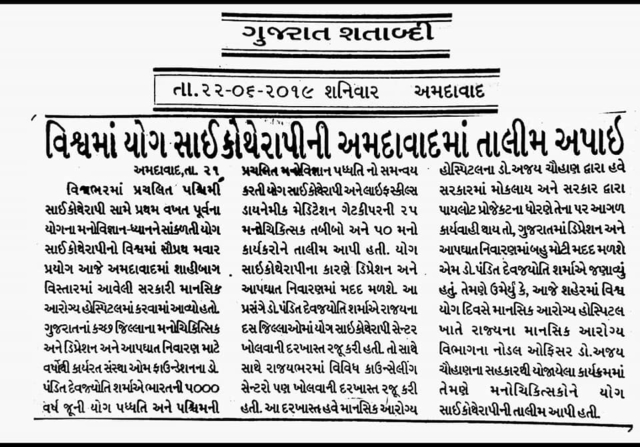 ગુજરાત શતાબ્દી
તા.૨૨-૦૬-૨૦૧૯ શનિવાર અમદાવાદ
વિશ્વમાં યોગ સાઈકોથેરાપીની અમદાવાદમાં તાલીમ અપાઇ
અમદાવાદ,તા. ૨૧
વિશ્વભરમાં પ્રચલિત પશ્ચિમી
સાઈકોથેરાપી સામે પ્રથમ વખત પૂર્વના
યોગના મનોવિજ્ઞાન-ધ્યાનને સાંકળતી યોગ
સાઈકોથેરાપીનો વિશ્વમાં સૌપ્રથ મવાર
પ્રયોગ આજે અમદાવાદમાં શાહીબાગ
વિસ્તારમાં આવેલી સરકારી માનસિક
આરોગ્ય હોસ્પિટલમાં કરવામાં આવ્યો હતો.
ગુજરાતનાં કચ્છ જિલ્લાના મનોચિકિત્સિક
અને ડિપ્રેશન અને આપઘાત નિવારણ માટે
વર્ષોથી કાર્યરત સંસ્થા ઓમ ફાઉન્ડેશનના ડો.
પંડિત દેવજ્યોતિ શર્માએ ભારતની ૫૦૦૦
વર્ષ જૂની યોગ પધ્ધતિ અને પશ્ચિમની
પ્રચલિત મનોવિજ્ઞાન પધ્ધતિ નો સમન્વય
કરતી યોગ સાઈકોથેરાપી અને લાઈફસ્કીલ્સ
ડાયનેમીક મેડિટેશન ગેટકીપરની ૨૫
મનોચિકિત્સક તબીબો અને ૫૦ મનો
કાર્યકરોને તાલીમ આપી હતી. યોગ
સાઈકોથેરાપીના કારણે ડિપ્રેશન અને
આપઘાત નિવારણમાં મદદ મળશે. આ
પ્રસંગે ડો.પંડિત દેવજ્યોતિ શર્માએ રાજ્યના
દસ જિલ્લાઓમાં યોગ સાઇકોથેરાપી સેન્ટર
ખોલવાની દરખાસ્ત રજૂ કરી હતી. તો સાથે
સાથે રાજ્યભરમાં વિવિધ કાઉન્સેલીંગ
સેન્ટરો પણ ખોલવાની દરખાસ્ત રજૂ કરી
હતી. આ દરખાસ્ત હવે માનસિક આરોગ્ય
હોસ્પિટલના ડો.અજય ચૌહાણ દ્વારા હવે
સરકારમાં મોકલાય અને સરકાર દ્વારા
પાયલોટ પ્રોજેકટના ધોરણે તેના પર આગળ
કાર્યવાહી થાય તો, ગુજરાતમાં ડિપ્રેશન અને
આપઘાત નિવારણમાં બહુ મોટી મદદ મળશે
એમ ડો.પંડિત દેવજ્યોતિ શર્માએ જણાવ્યું
હતું. તેમણે ઉમેર્યું કે, આજે શહેરમાં વિશ્વ
યોગ દિવસે માનસિક આરોગ્ય હોસ્પિટલ
ખાતે રાજ્યના માનસિક આરોગ્ય
વિભાગના નોડલ ઓફિસર ડો.અજય
ચૌહાણના સહકારથી યોજાયેલા કાર્યક્રમમાં
તેમણે મનોચિકિત્સકોને યોગ
સાઈકોથેરાપીની તાલીમ આપી હતી.